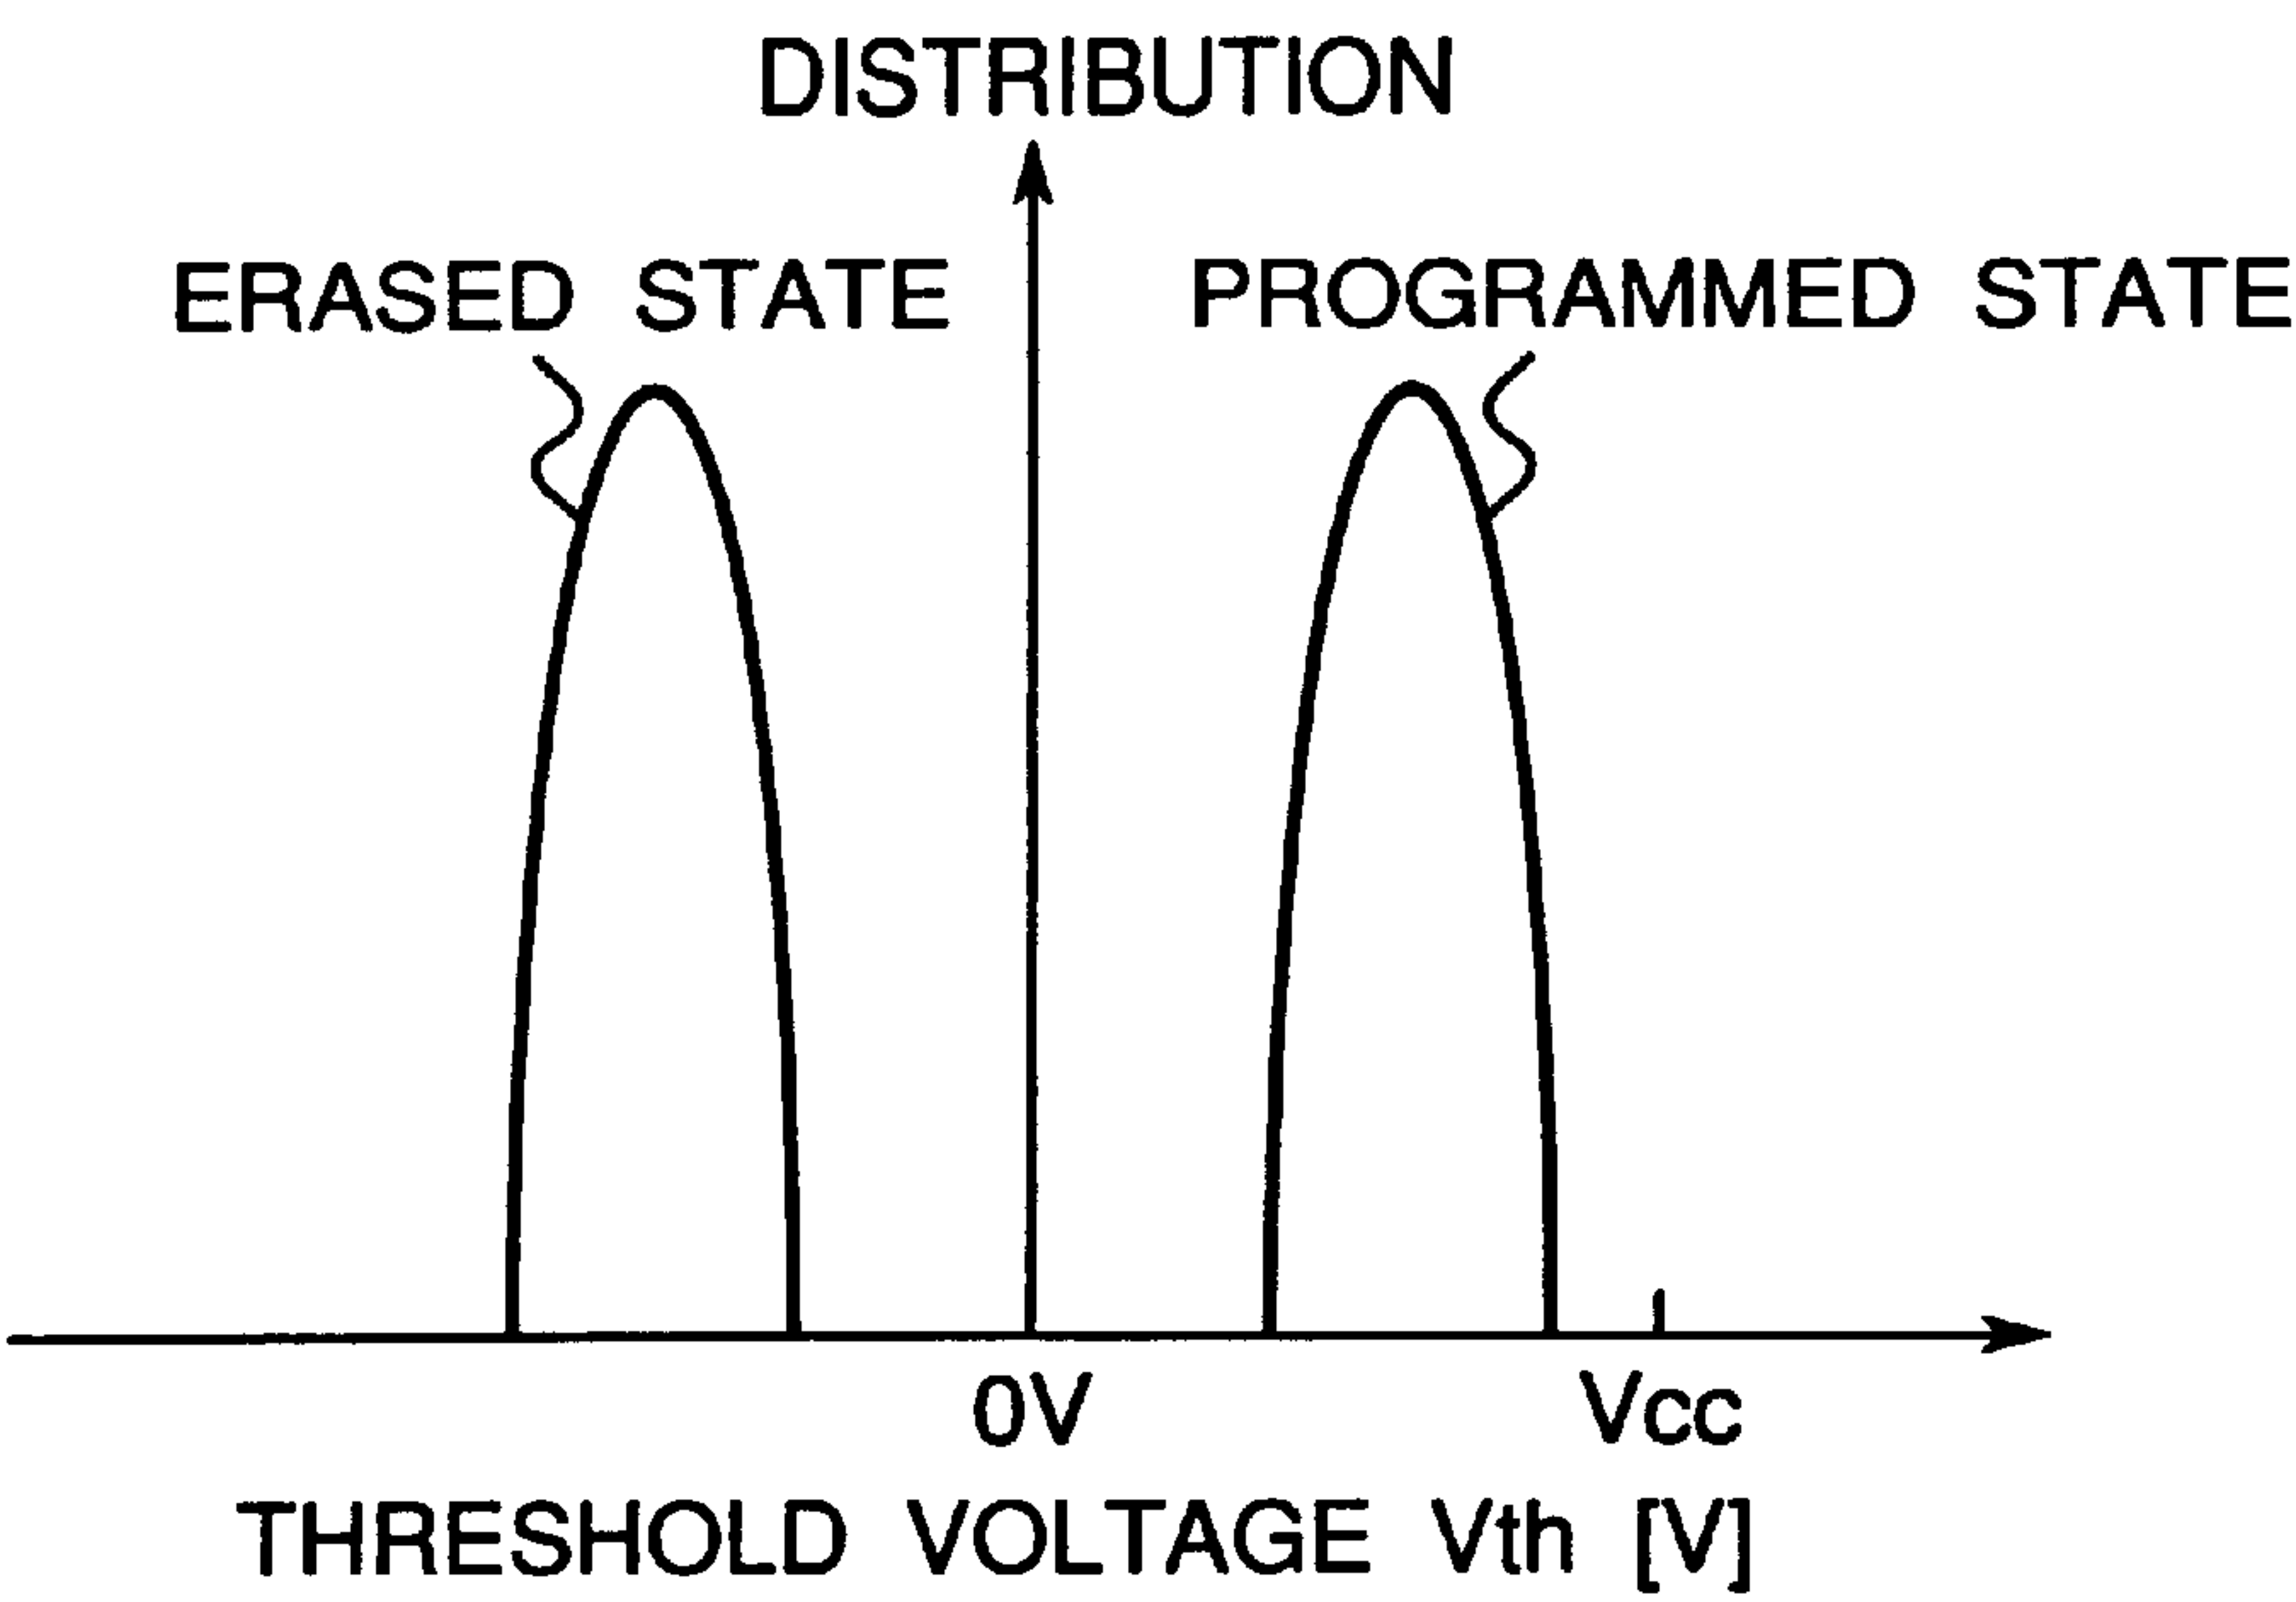 DISTRIBUTION
ERASED STATE
PROGRAMMED STATE
0V
Vcc
THRESHOLD VOLTAGE Vth [V]